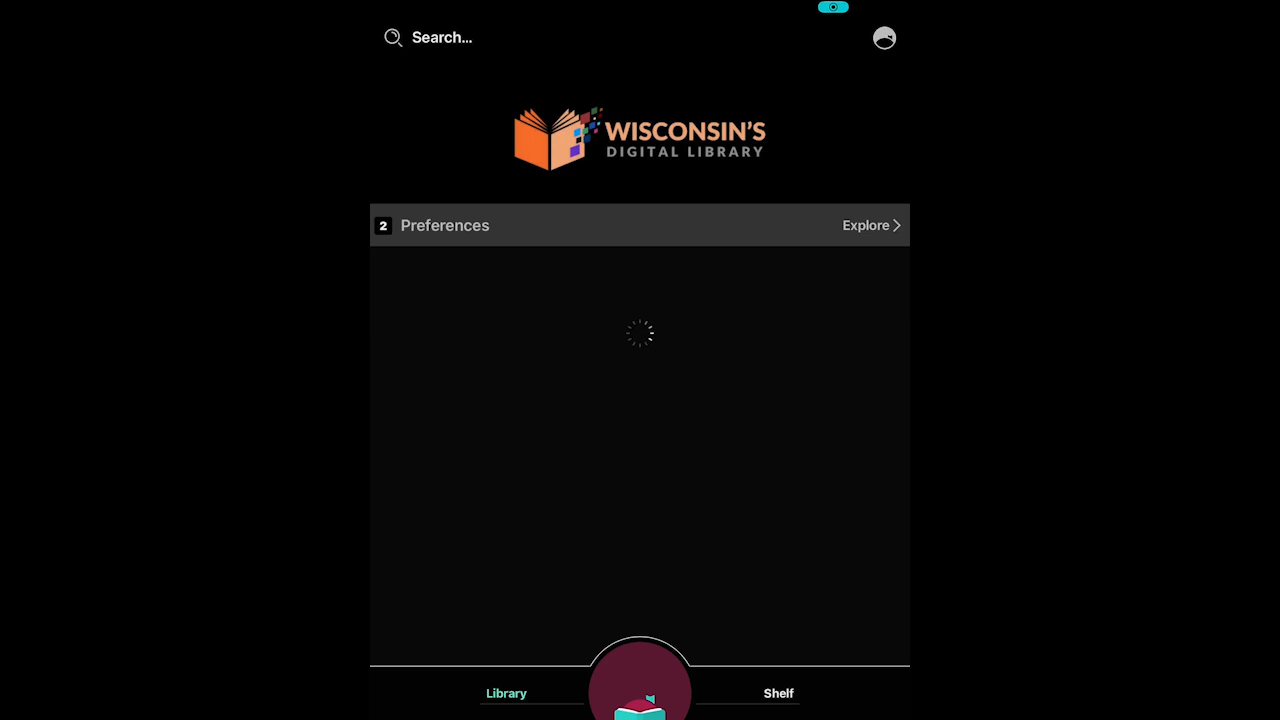 Search...
WISCONSIN'S
DIGITAL LIBRARY
2 Preferences
Explore
Library
Shelf